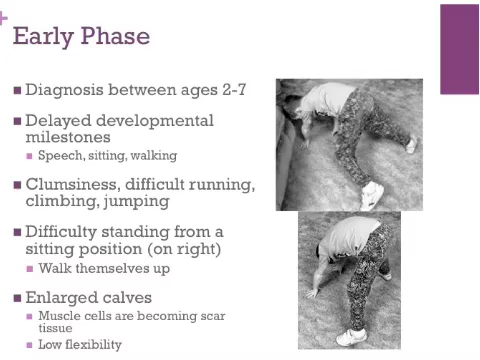 Early Phase
Diagnosis between ages 2-7
Delayed developmental
milestones
Speech, sitting, walking
Clumsiness, difficult running,
climbing, jumping
Difficulty standing from a
sitting position (on right)
Walk themselves up
Enlarged calves
Muscle cells are becoming scar
tissue
Low flexibility